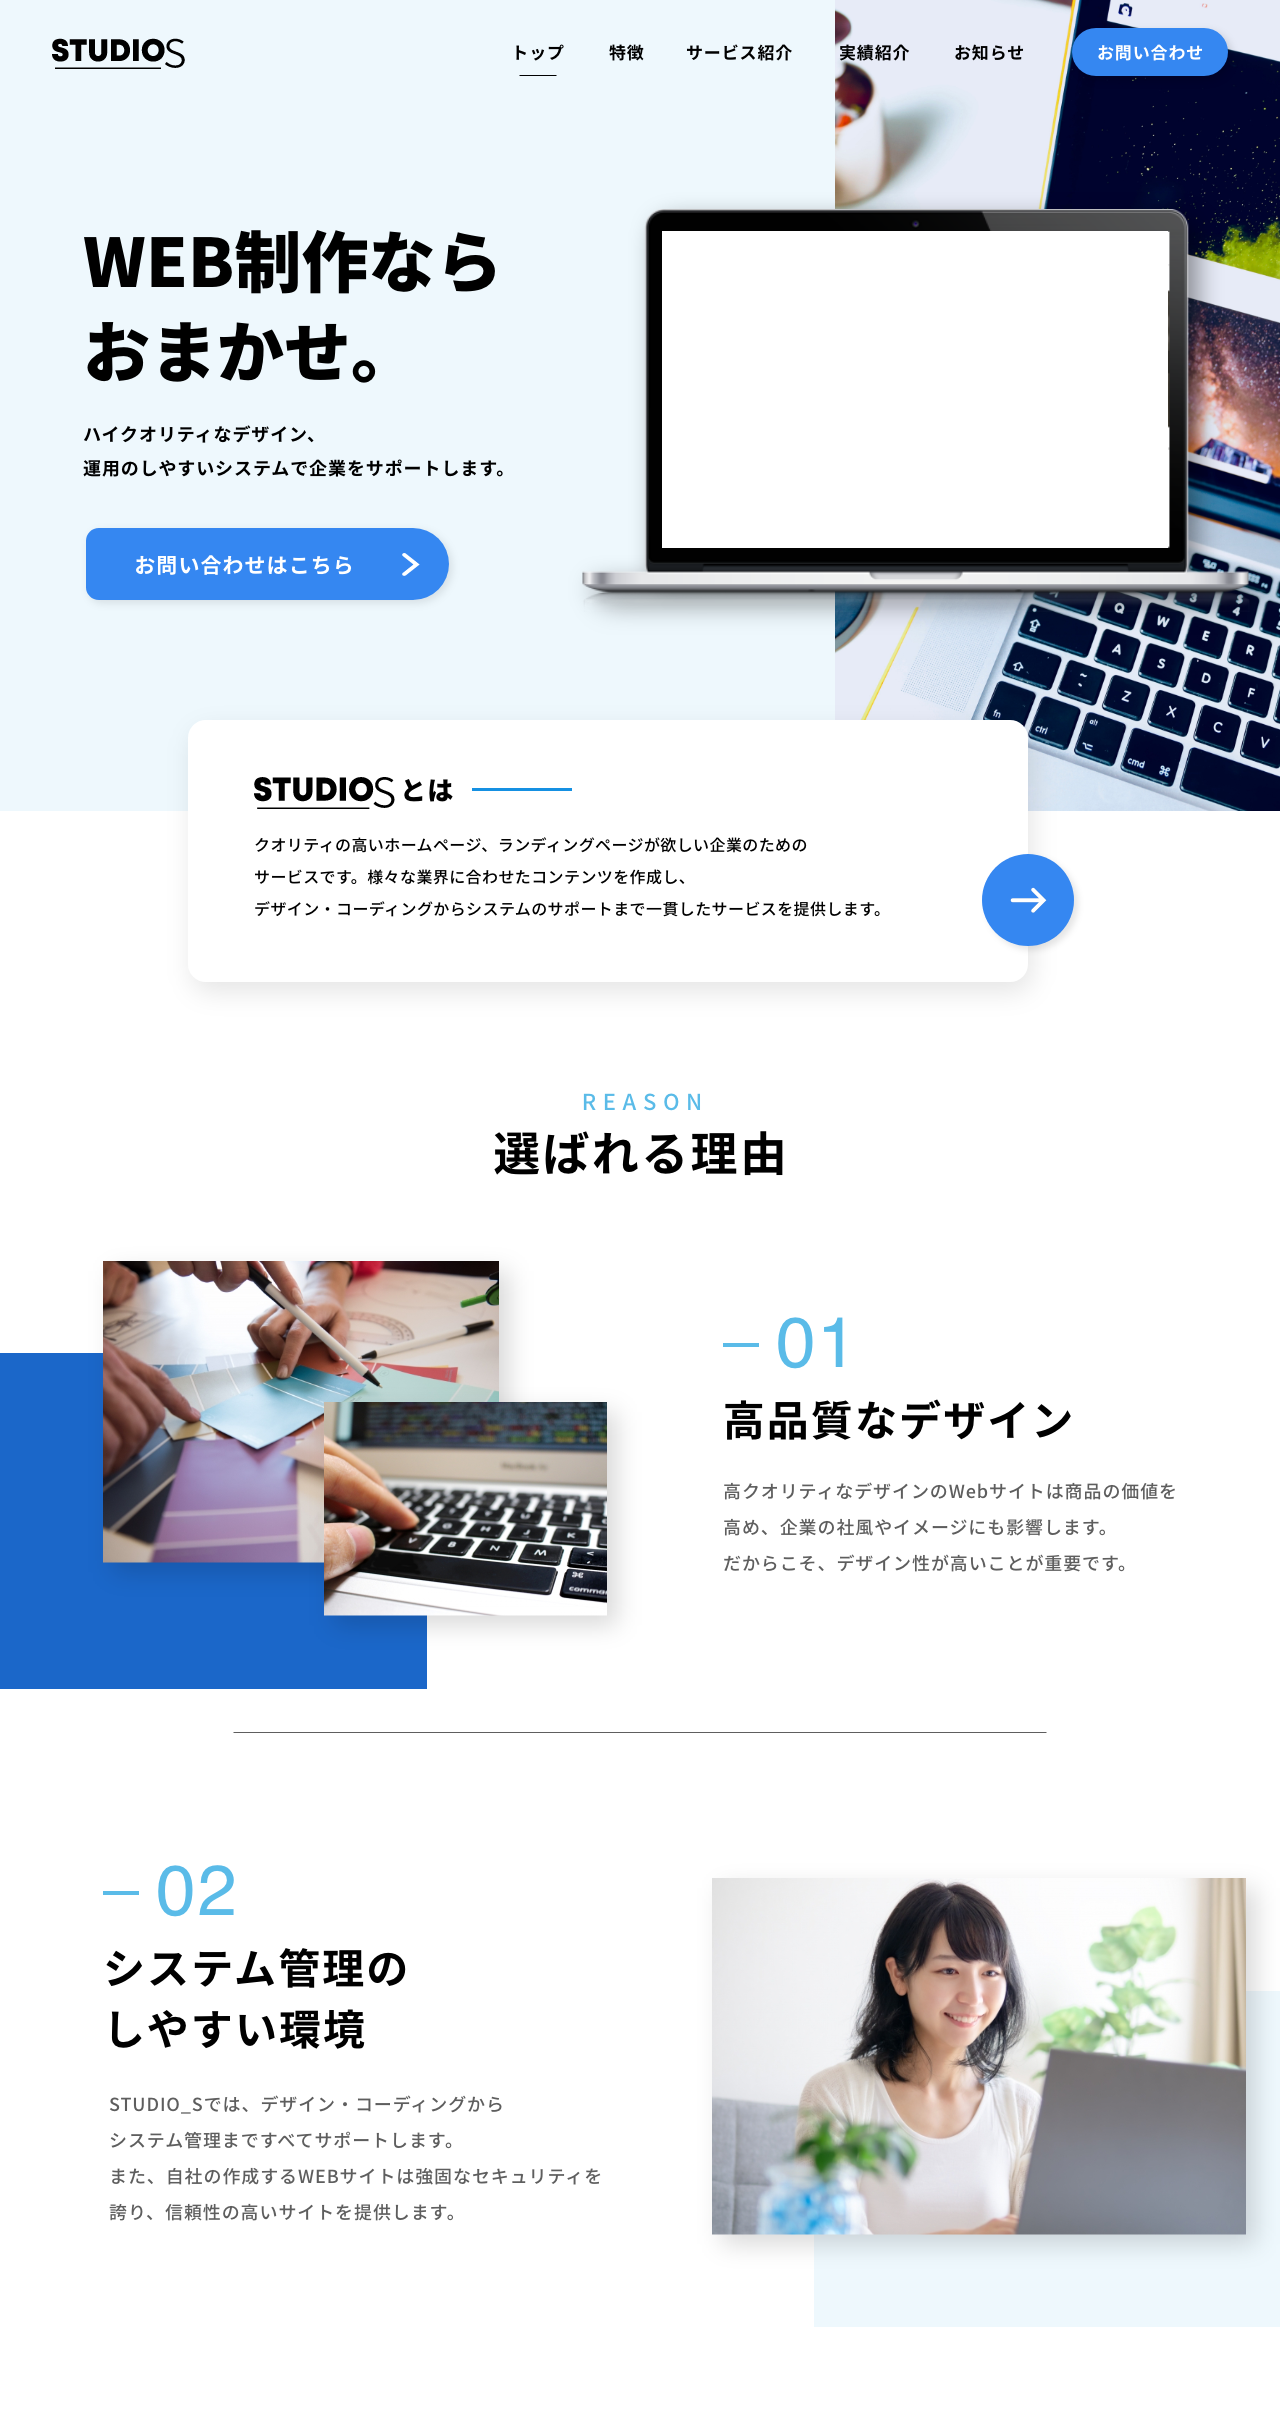 STUDIOS
トップ
特徴
サービス紹介
実績紹介
お知らせ
お問い合わせ
WEB制作なら
おまかせ。
ハイクオリティなデザイン、
運用のしやすいシステムで企業をサポートします。
お問い合わせはこちら
STUDIOSとは
クオリティの高いホームページ、ランディングページが欲しい企業のための
サービスです。様々な業界に合わせたコンテンツを作成し、
デザイン・コーディングからシステムのサポートまで一貫したサービスを提供します。
REASON
選ばれる理由
01
高品質なデザイン
高クオリティなデザインのWebサイトは商品の価値を
高め、企業の社風やイメージにも影響します。
だからこそ、デザイン性が高いことが重要です。
02
システム管理の
しやすい環境
STUDIO_Sでは、デザイン・コーディングから
システム管理まですべてサポートします。
また、自社の作成するWEBサイトは強固なセキュリティを
誇り、信頼性の高いサイトを提供します。